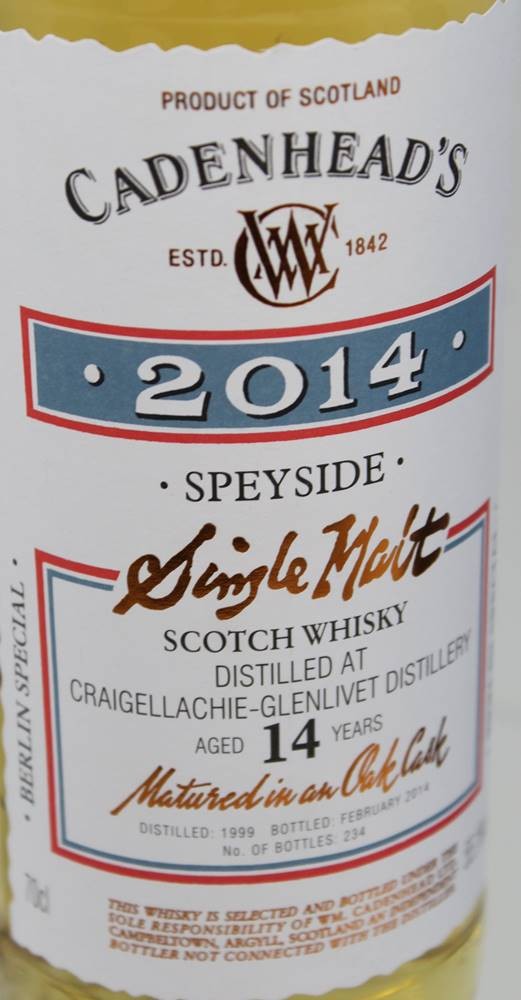 PRODUCT OF SCOTLAND
CADENHEAD'S
ESTD. WC 1842
· 2014 ·
· SPEYSIDE ·
Single Malt
SCOTCH WHISKY
DISTILLED AT
CRAIGELLACHIE-GLENLIVET DISTILLERY
AGED 14 YEARS
Matured in an Oak Cask
DISTILLED: 1999 BOTTLED: FEBRUARY 2014
No. OF BOTTLES: 234
· BERLIN SPECIAL ·
70cl
THIS WHISKY IS SELECTED AND BOTTLED UNDER THE
SOLE RESPONSIBILITY OF WM. CADENHEAD LTD.
CAMPBELTOWN, ARGYLL, SCOTLAND AN INDEPENDENT
BOTTLER NOT CONNECTED WITH THE DISTILLER.